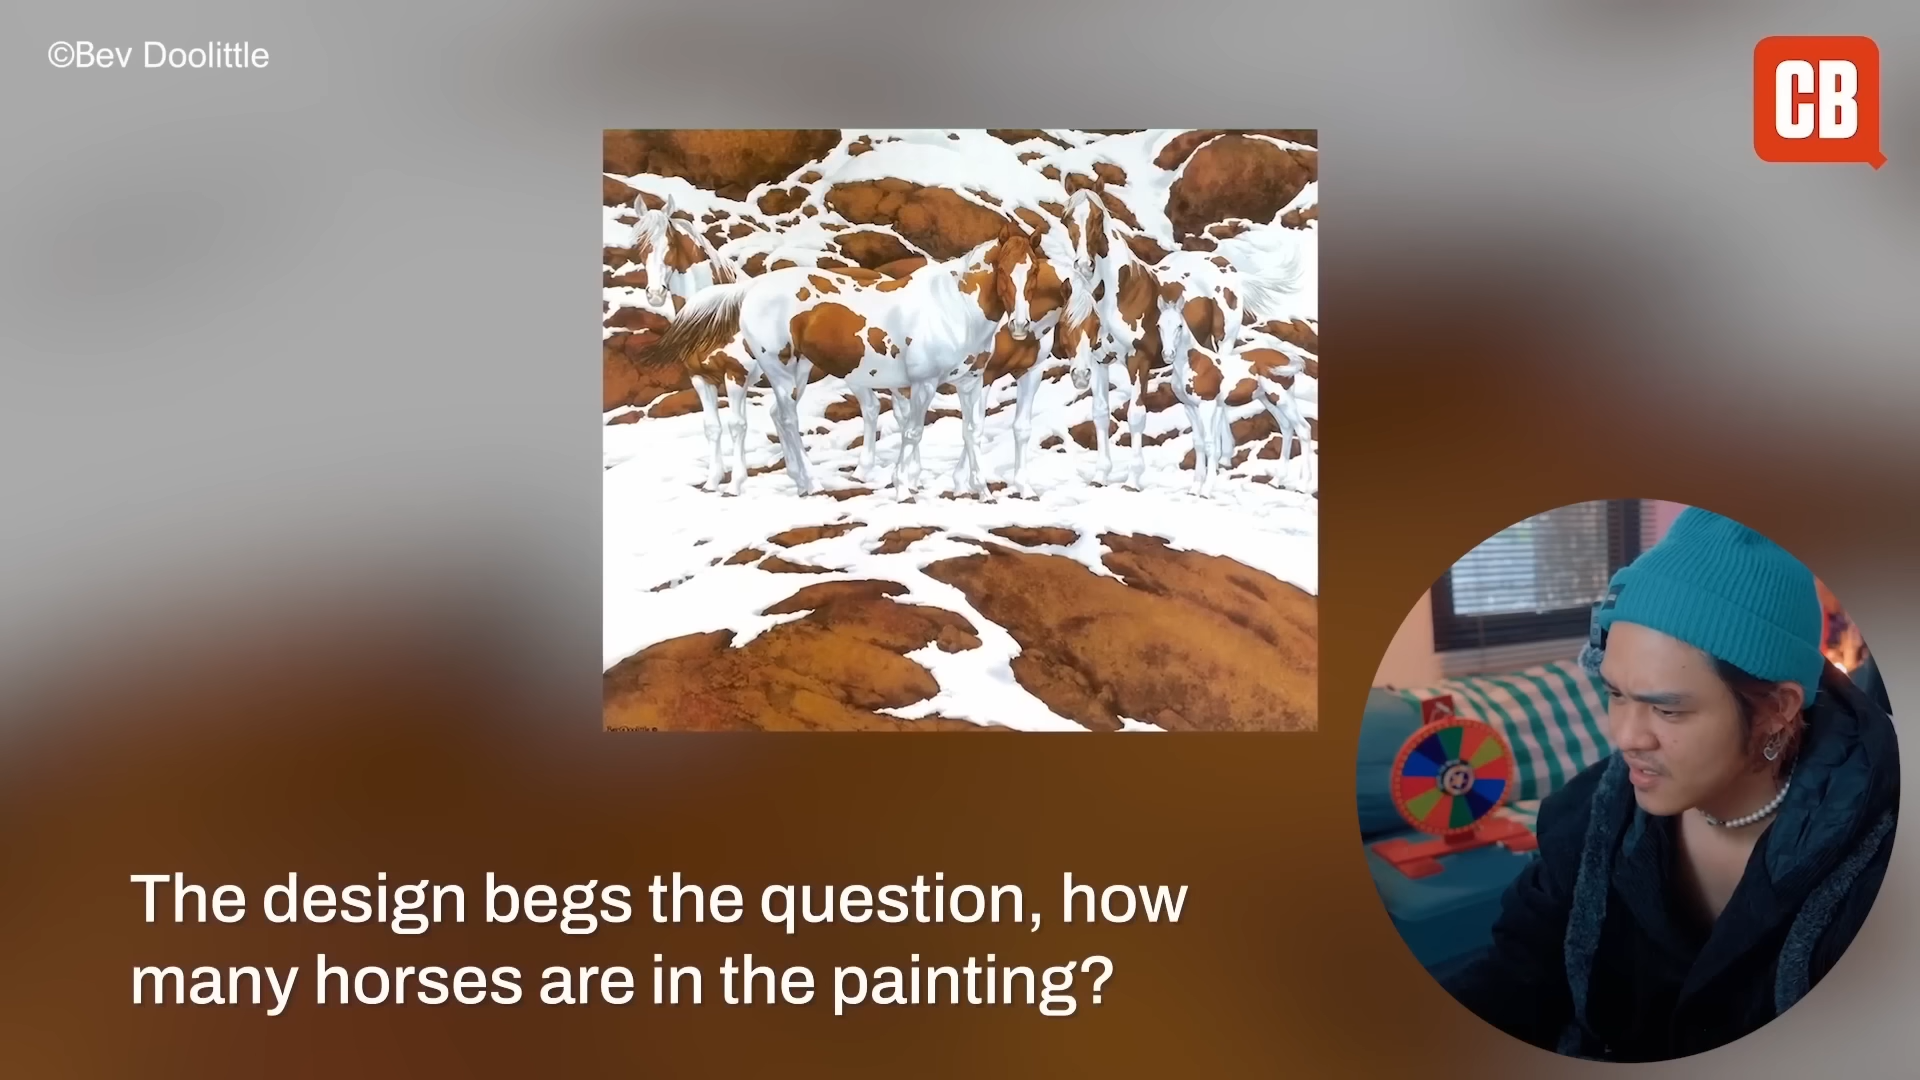 ©Bev Doolittle
CB
The design begs the question, how
many horses are in the painting?